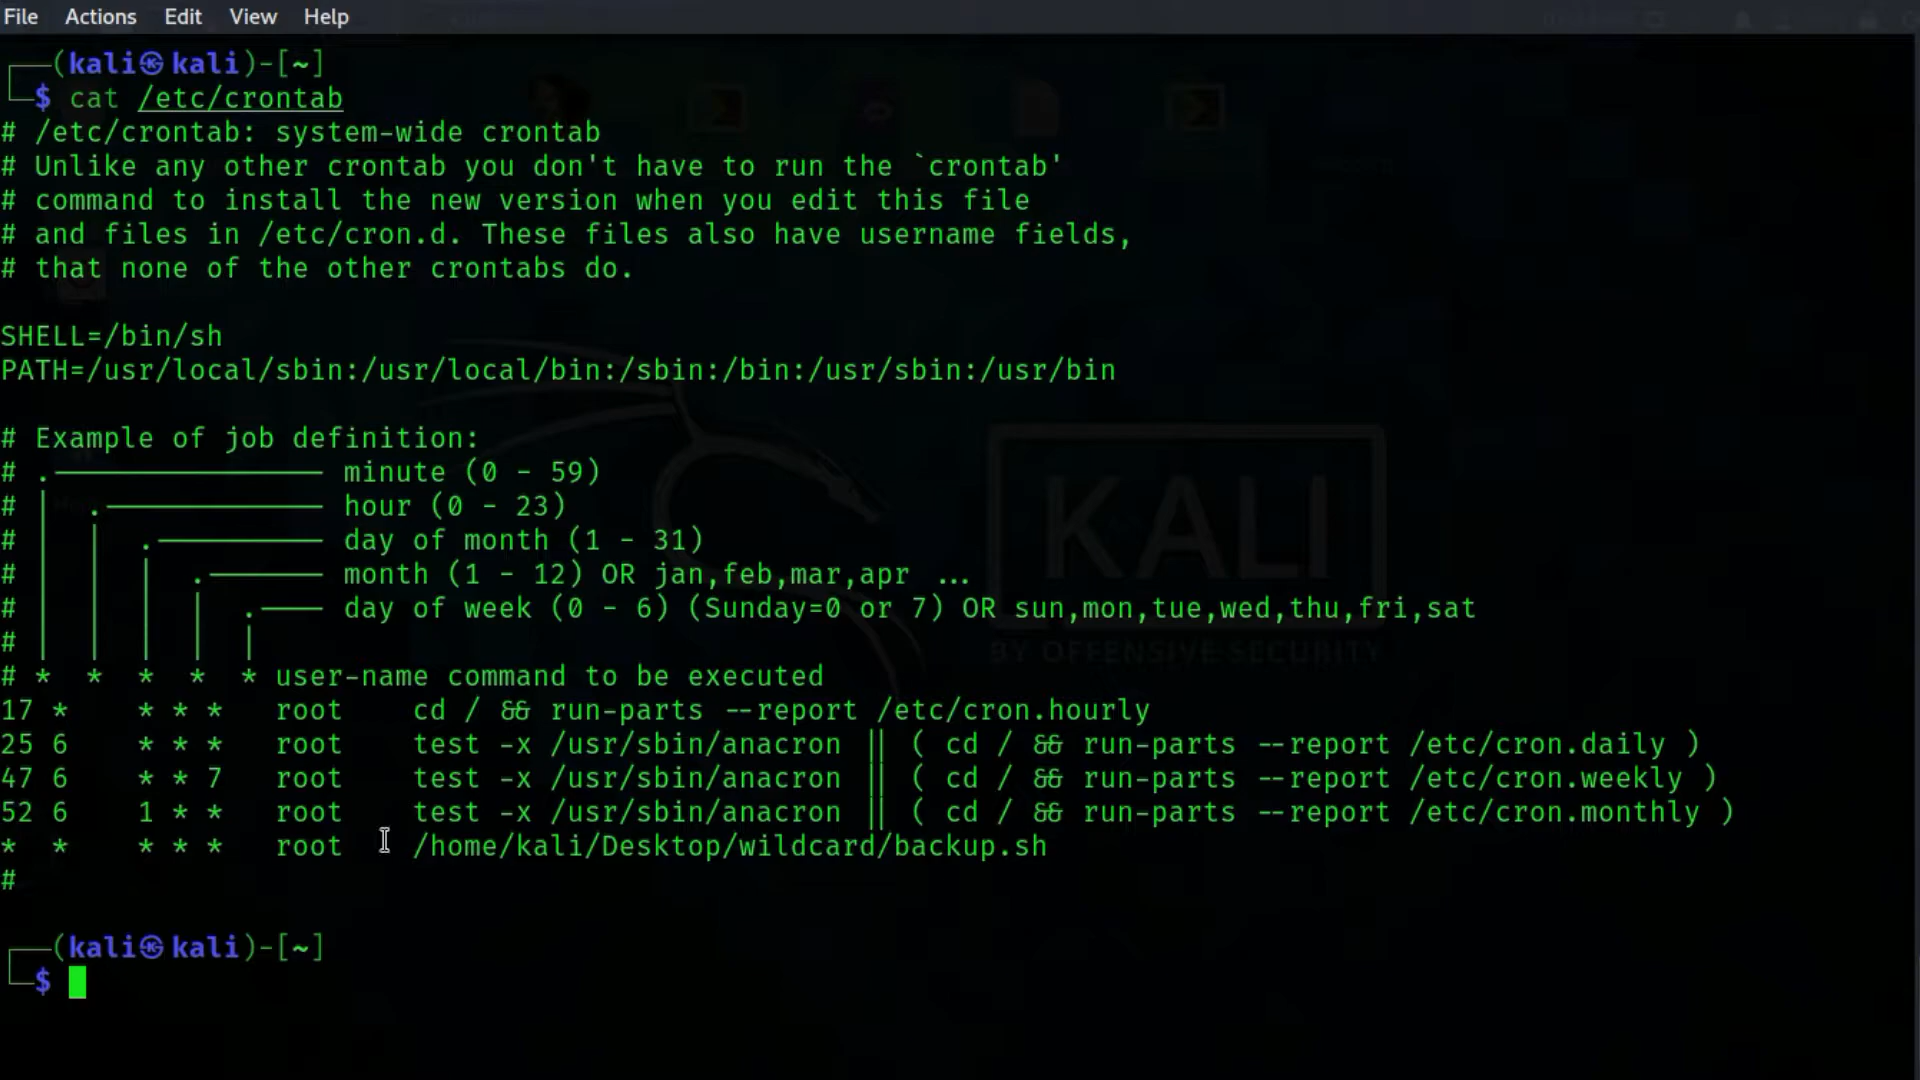 File Actions Edit View Help
(kali㉿kali)-[~]
$ cat /etc/crontab
# /etc/crontab: system-wide crontab
# Unlike any other crontab you don't have to run the `crontab'
# command to install the new version when you edit this file
# and files in /etc/cron.d. These files also have username fields,
# that none of the other crontabs do.
SHELL=/bin/sh
PATH=/usr/local/sbin:/usr/local/bin:/sbin:/bin:/usr/sbin:/usr/bin
# Example of job definition:
# .---------------- minute (0 - 59)
# | .------------- hour (0 - 23)
# | | .---------- day of month (1 - 31)
# | | | .------- month (1 - 12) OR jan,feb,mar,apr ...
# | | | | .---- day of week (0 - 6) (Sunday=0 or 7) OR sun,mon,tue,wed,thu,fri,sat
# | | | | |
# * * * * * user-name command to be executed
17 * * * * root cd / && run-parts --report /etc/cron.hourly
25 6 * * * root test -x /usr/sbin/anacron || ( cd / && run-parts --report /etc/cron.daily )
47 6 * * 7 root test -x /usr/sbin/anacron || ( cd / && run-parts --report /etc/cron.weekly )
52 6 1 * * root test -x /usr/sbin/anacron || ( cd / && run-parts --report /etc/cron.monthly )
* * * * * root /home/kali/Desktop/wildcard/backup.sh
#
(kali㉿kali)-[~]
$
KALI
BY OFFENSIVE SECURITY